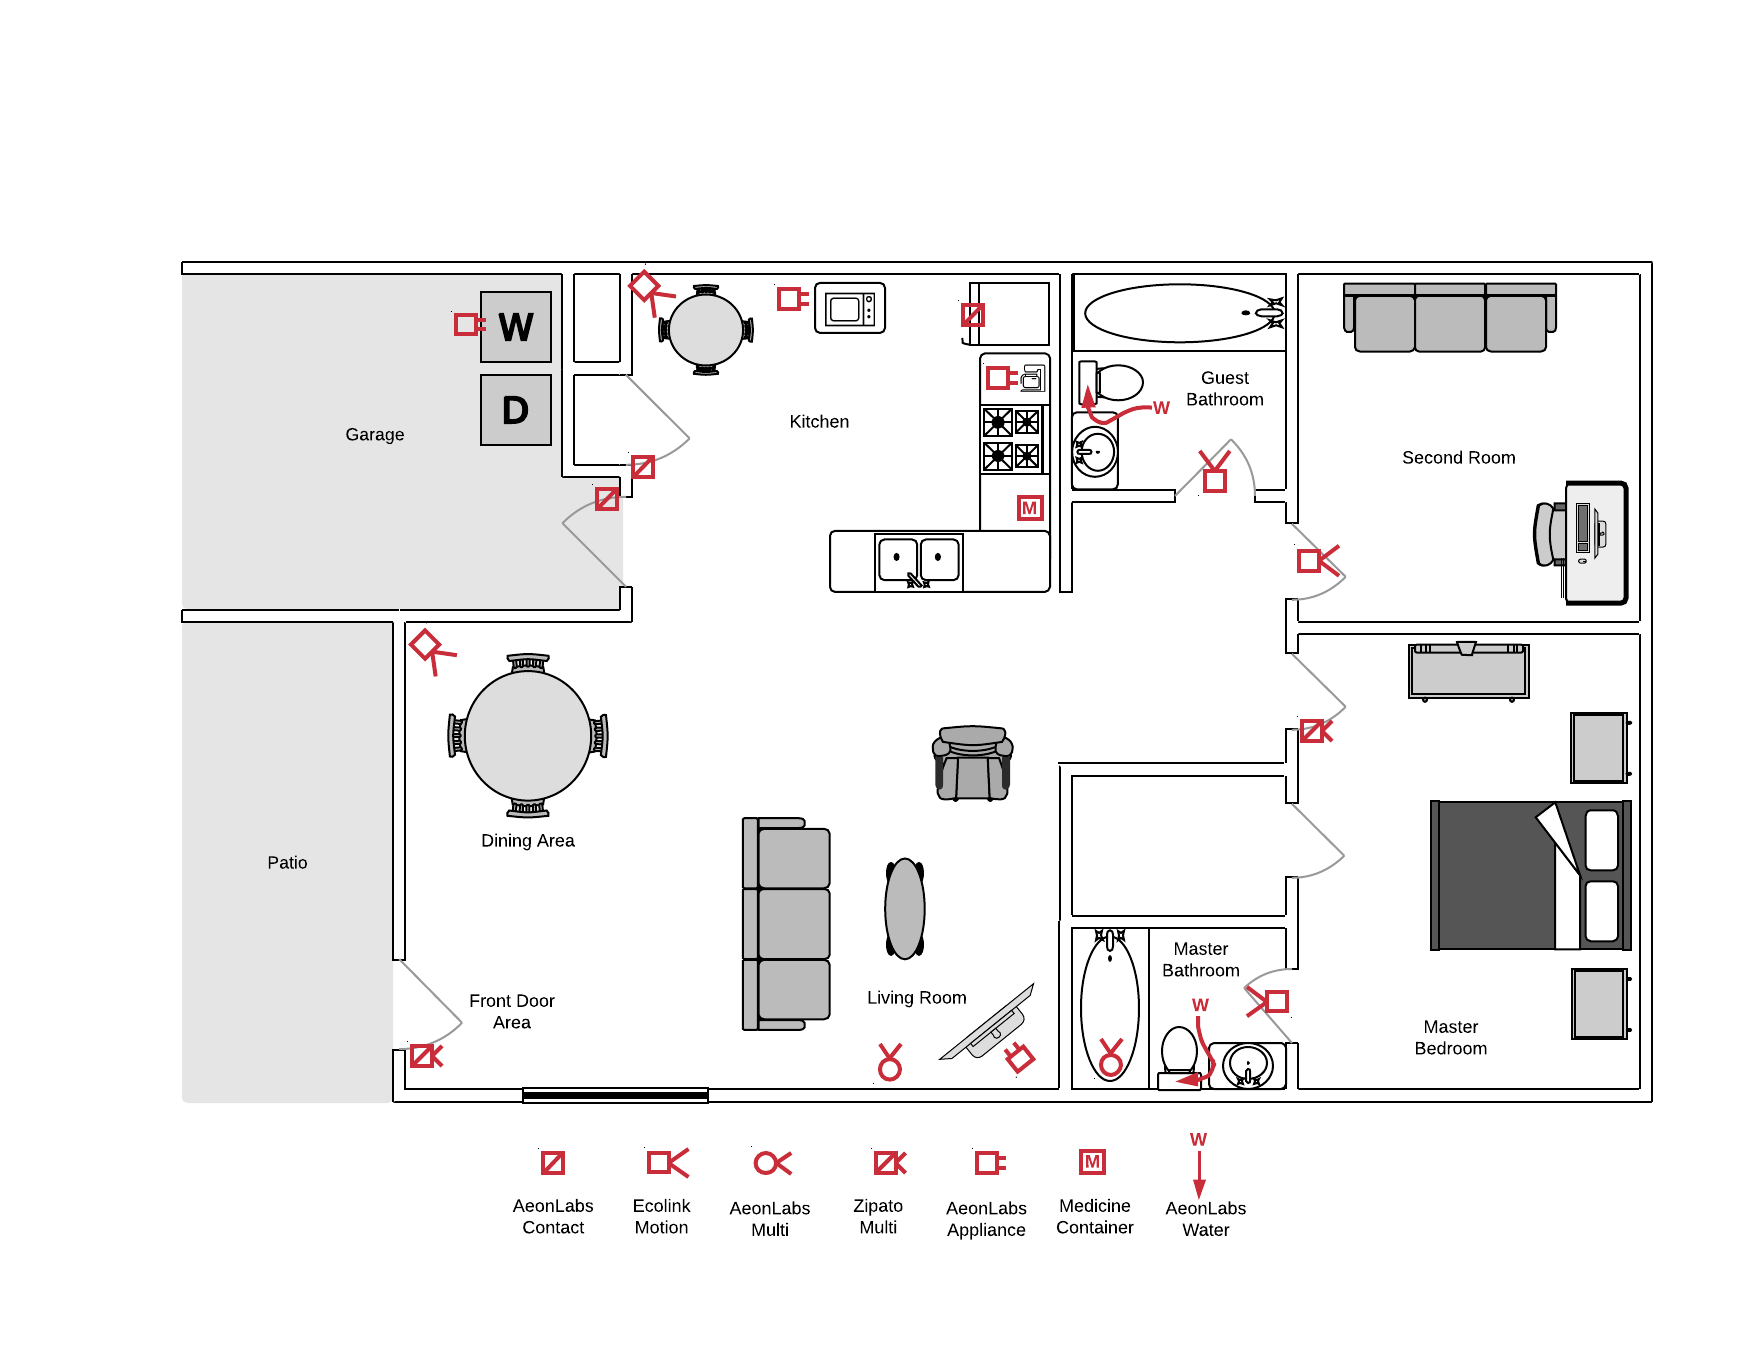 W
D
Garage
Kitchen
M
Guest
Bathroom
W
Second Room
Dining Area
Patio
Front Door
Area
Living Room
Master
Bathroom
W
Master
Bedroom
AeonLabs
Contact
Ecolink
Motion
AeonLabs
Multi
Zipato
Multi
AeonLabs
Appliance
M
Medicine
Container
W
AeonLabs
Water